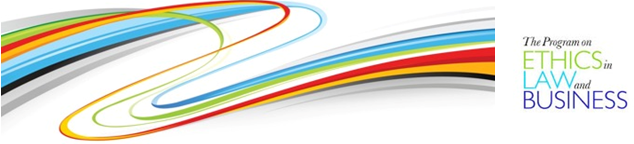 The Program on
ETHICS in
LAW and
BUSINESS